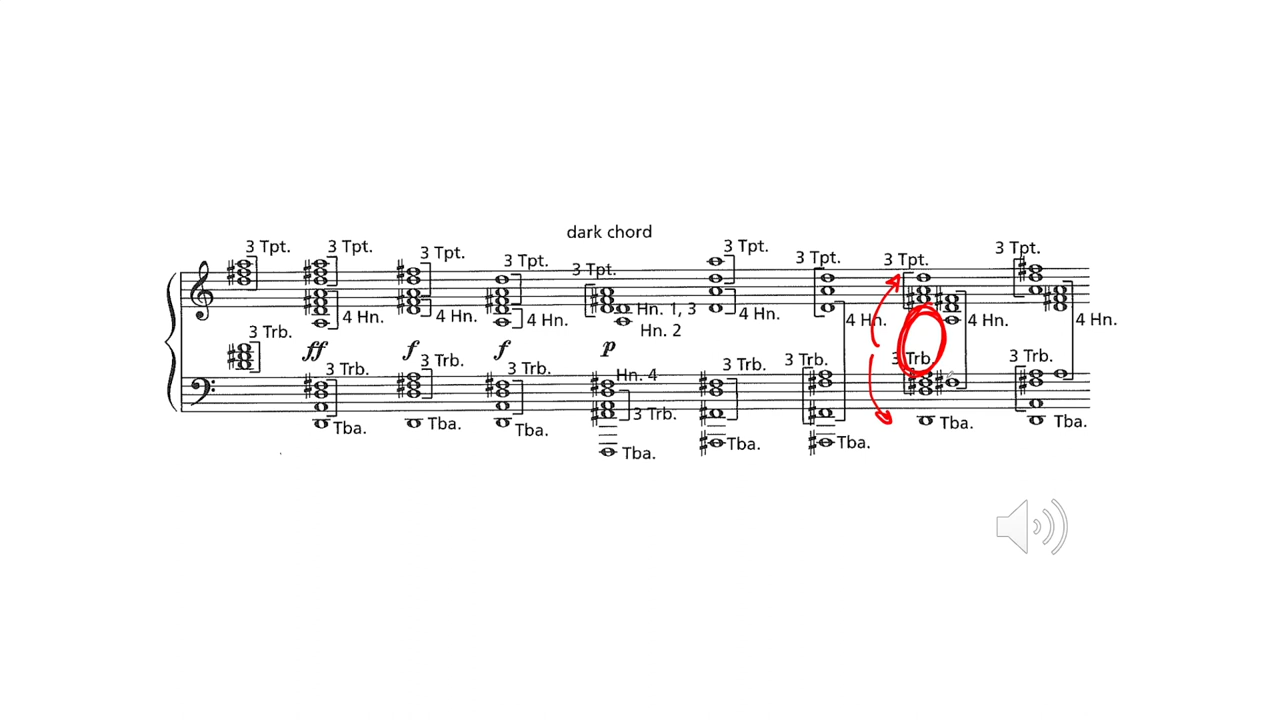 dark chord
3 Tpt. 3 Tpt. 3 Tpt. 3 Tpt. 3 Tpt. 3 Tpt. 3 Tpt. 3 Tpt. 3 Tpt.
4 Hn. 4 Hn. 4 Hn. Hn. 1, 3 4 Hn. 4 Hn. 4 Hn. 4 Hn.
Hn. 2
3 Trb. ff f f p
3 Trb. 3 Trb. 3 Trb. Hn. 4 3 Trb. 3 Trb. 3 Trb. 3 Trb.
3 Trb.
Tba. Tba. Tba. Tba. Tba. Tba. Tba. Tba.